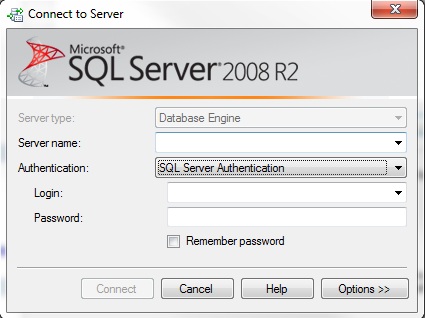 Connect to Server
Microsoft®
SQL Server® 2008 R2
Server type: Database Engine
Server name:
Authentication: SQL Server Authentication
Login:
Password:
Remember password
Connect Cancel Help Options >>